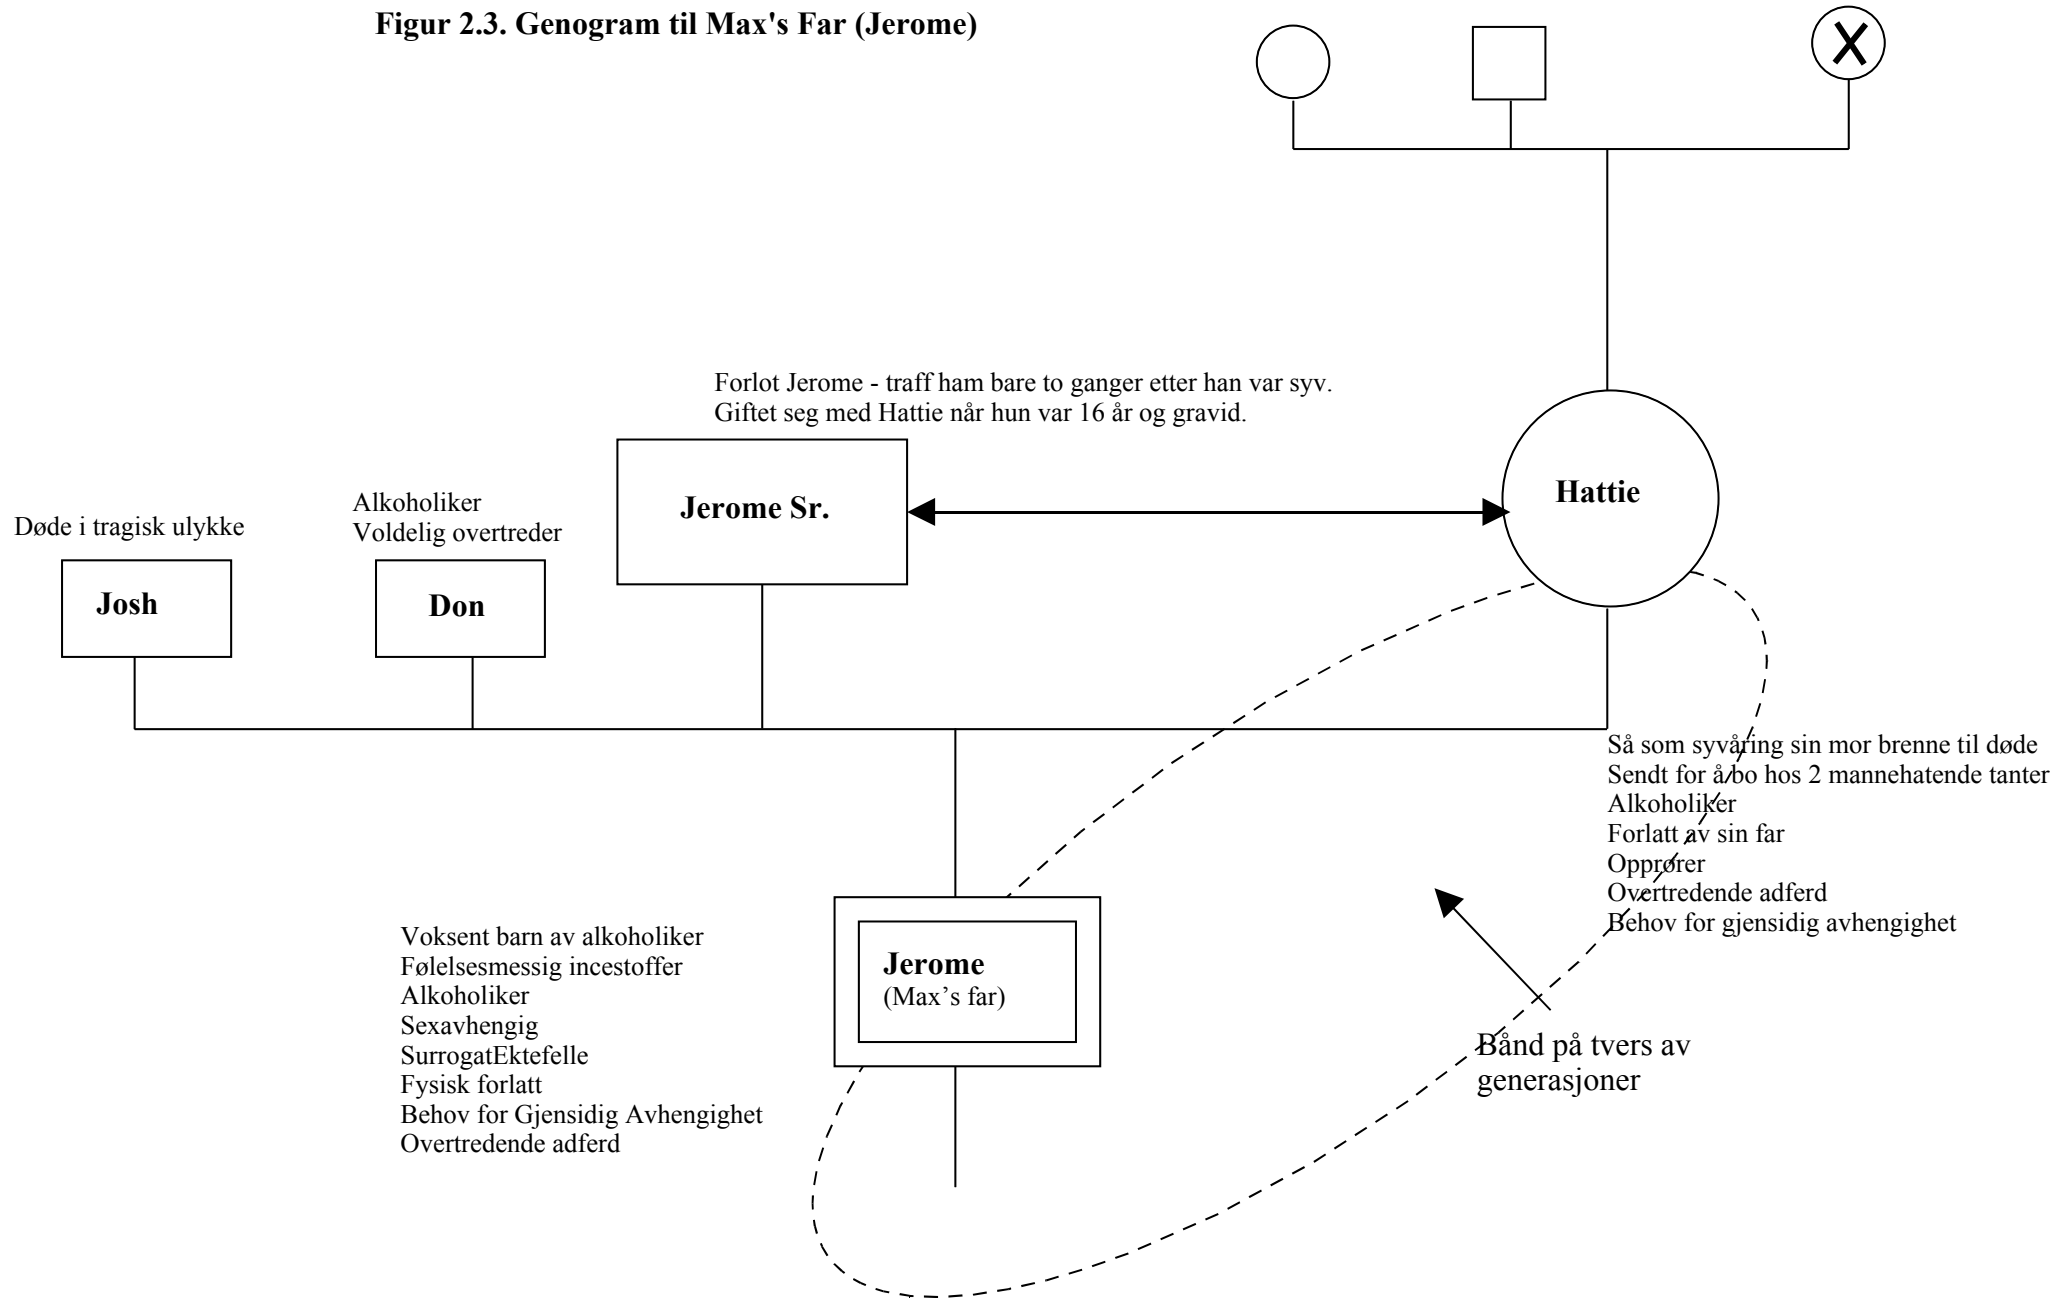 Figur 2.3. Genogram til Max's Far (Jerome)
Forlot Jerome - traff ham bare to ganger etter han var syv.
Giftet seg med Hattie når hun var 16 år og gravid.
Jerome Sr.
Hattie
Alkoholiker
Voldelig overtreder
Døde i tragisk ulykke
Josh
Don
Så som syvåring sin mor brenne til døde
Sendt for å bo hos 2 mannehatende tanter
Alkoholiker
Forlatt av sin far
Opprører
Overtredende adferd
Behov for gjensidig avhengighet
Voksent barn av alkoholiker
Følelsesmessig incestoffer
Alkoholiker
Sexavhengig
SurrogatEktefelle
Fysisk forlatt
Behov for Gjensidig Avhengighet
Overtredende adferd
Jerome
(Max’s far)
Bånd på tvers av
generasjoner